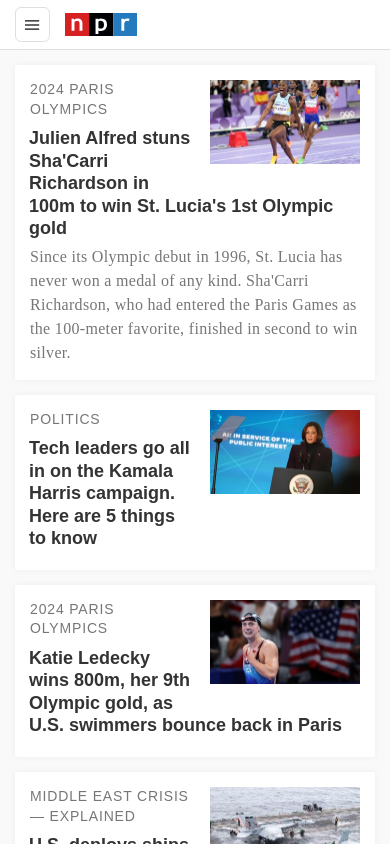 npr
2024 PARIS
OLYMPICS
Julien Alfred stuns
Sha'Carri
Richardson in
100m to win St. Lucia's 1st Olympic
gold
Since its Olympic debut in 1996, St. Lucia has
never won a medal of any kind. Sha'Carri
Richardson, who had entered the Paris Games as
the 100-meter favorite, finished in second to win
silver.
POLITICS
Tech leaders go all
in on the Kamala
Harris campaign.
Here are 5 things
to know
AI IN SERVICE OF THE
PUBLIC INTEREST
2024 PARIS
OLYMPICS
Katie Ledecky
wins 800m, her 9th
Olympic gold, as
U.S. swimmers bounce back in Paris
MIDDLE EAST CRISIS
— EXPLAINED
U.S. deploys ships